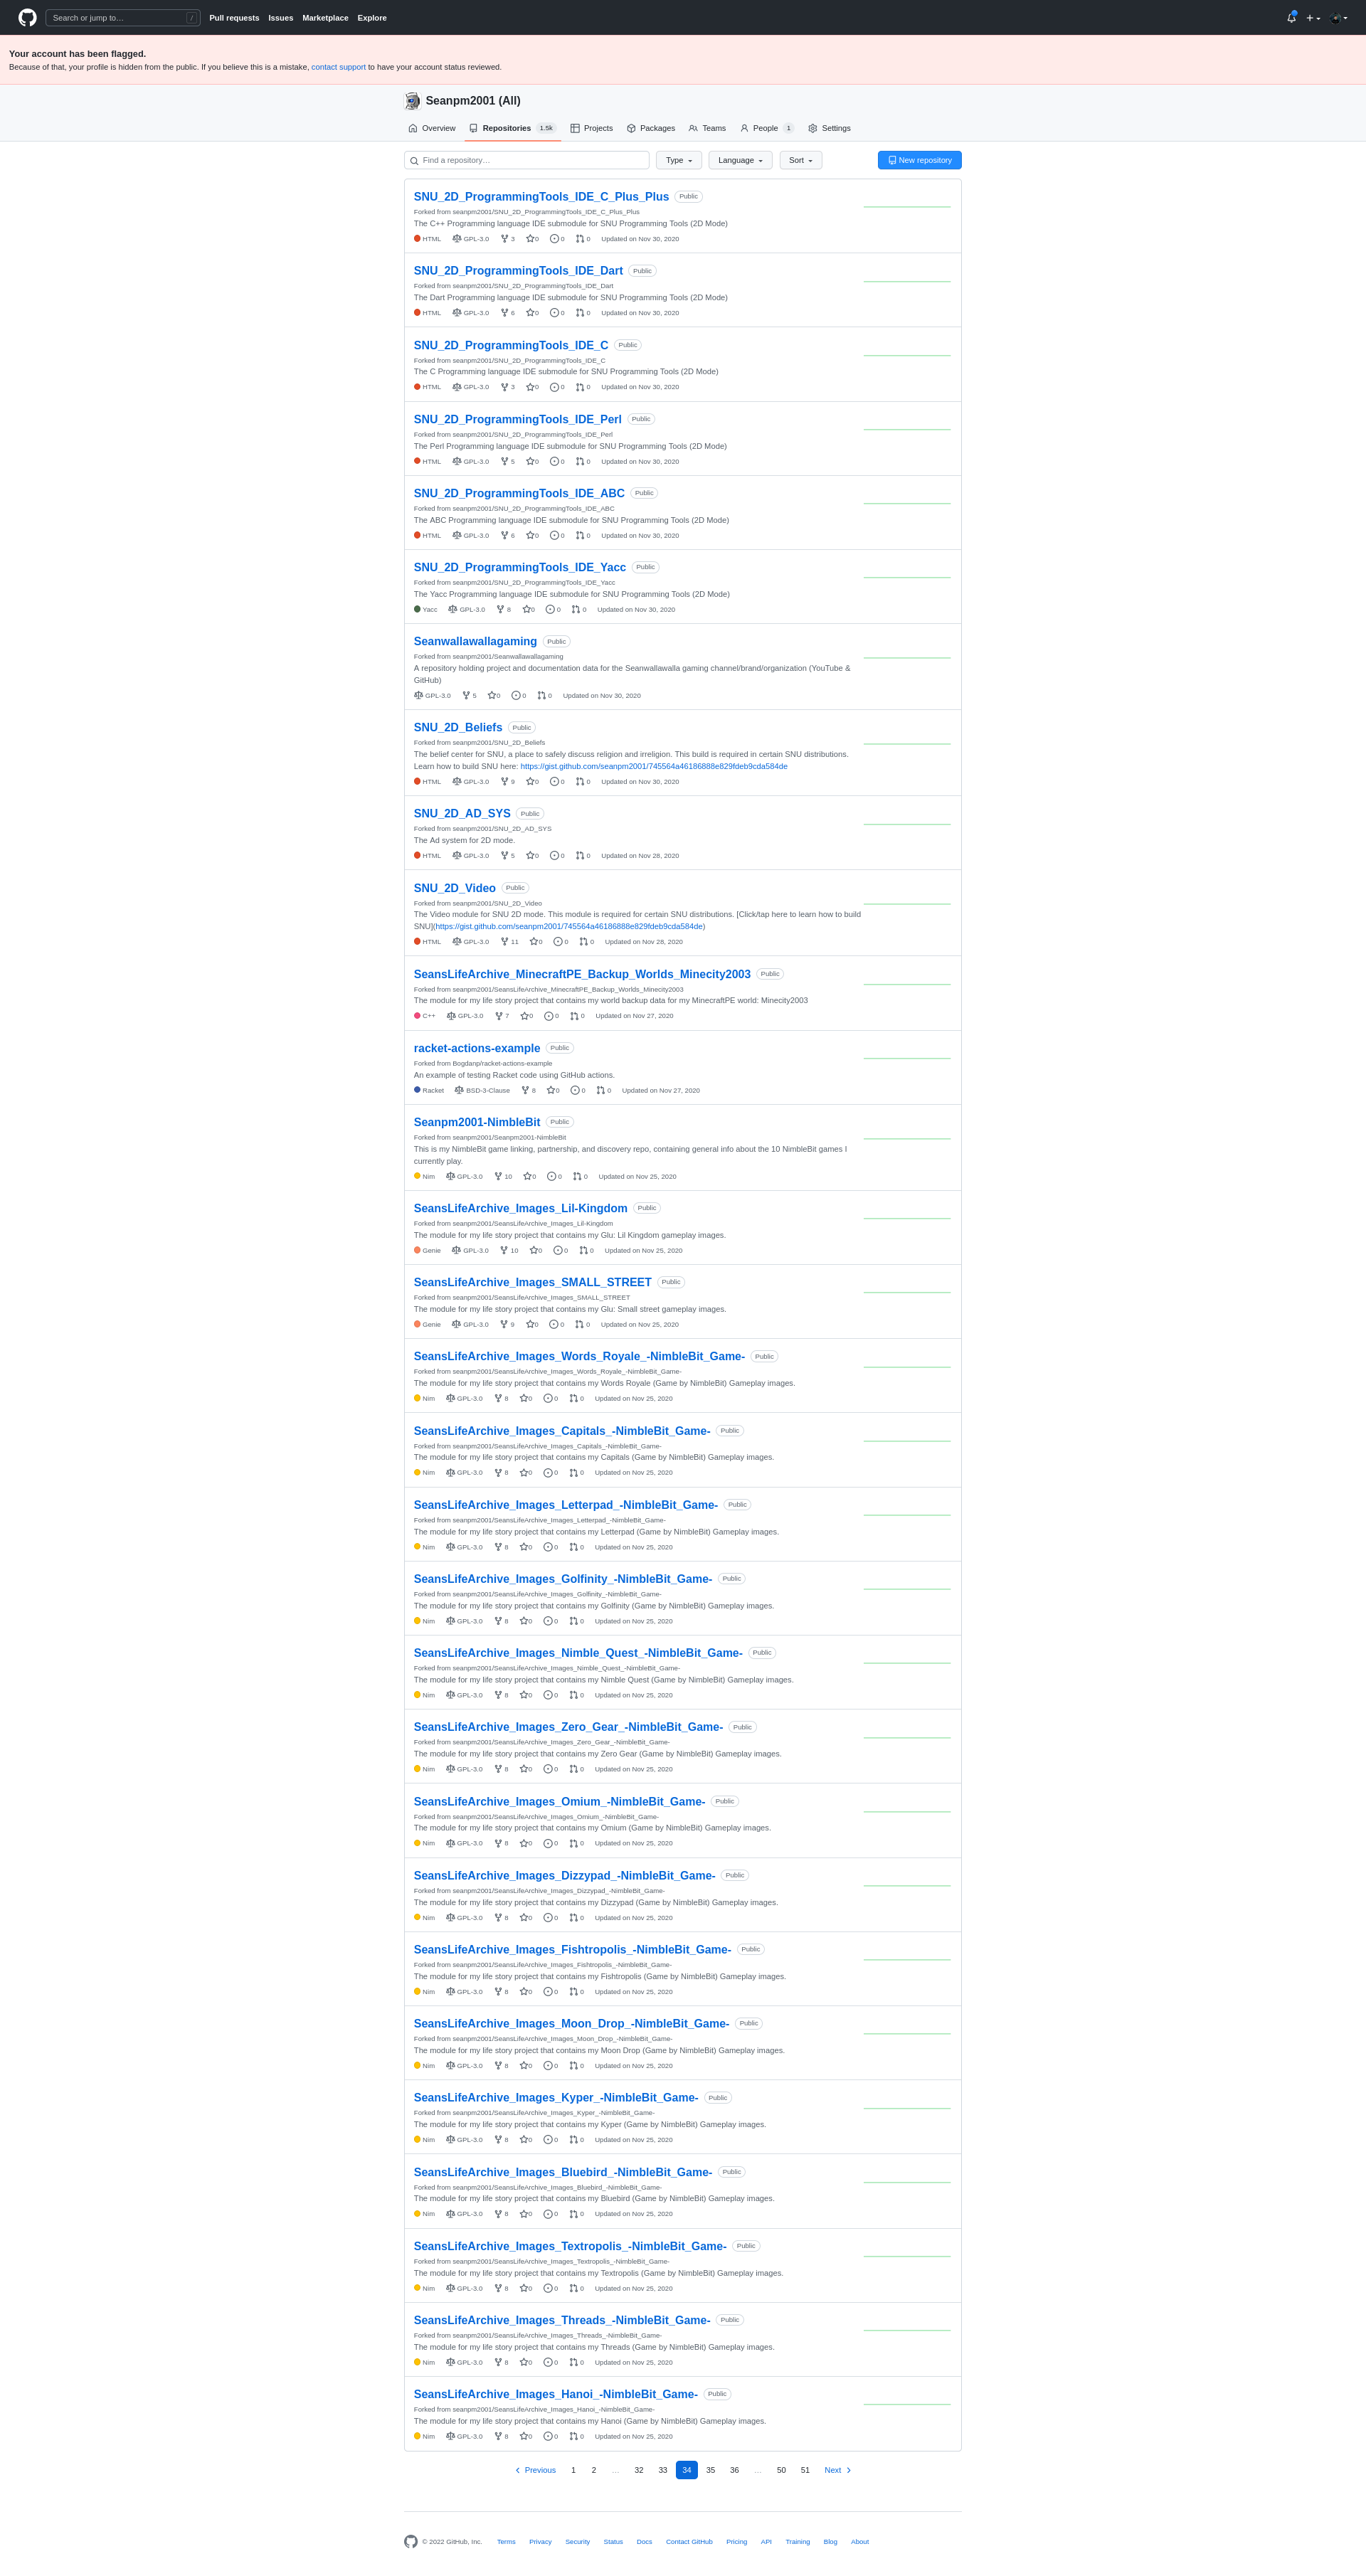 Search or jump to… /
Pull requests Issues Marketplace Explore
Your account has been flagged.
Because of that, your profile is hidden from the public. If you believe this is a mistake, contact support to have your account status reviewed.
Seanpm2001 (All)
Overview Repositories 1.5k Projects Packages Teams People 1 Settings
Find a repository… Type Language Sort New repository
SNU_2D_ProgrammingTools_IDE_C_Plus_Plus Public
Forked from seanpm2001/SNU_2D_ProgrammingTools_IDE_C_Plus_Plus
The C++ Programming language IDE submodule for SNU Programming Tools (2D Mode)
HTML GPL-3.0 3 0 0 0 Updated on Nov 30, 2020
SNU_2D_ProgrammingTools_IDE_Dart Public
Forked from seanpm2001/SNU_2D_ProgrammingTools_IDE_Dart
The Dart Programming language IDE submodule for SNU Programming Tools (2D Mode)
HTML GPL-3.0 6 0 0 0 Updated on Nov 30, 2020
SNU_2D_ProgrammingTools_IDE_C Public
Forked from seanpm2001/SNU_2D_ProgrammingTools_IDE_C
The C Programming language IDE submodule for SNU Programming Tools (2D Mode)
HTML GPL-3.0 3 0 0 0 Updated on Nov 30, 2020
SNU_2D_ProgrammingTools_IDE_Perl Public
Forked from seanpm2001/SNU_2D_ProgrammingTools_IDE_Perl
The Perl Programming language IDE submodule for SNU Programming Tools (2D Mode)
HTML GPL-3.0 5 0 0 0 Updated on Nov 30, 2020
SNU_2D_ProgrammingTools_IDE_ABC Public
Forked from seanpm2001/SNU_2D_ProgrammingTools_IDE_ABC
The ABC Programming language IDE submodule for SNU Programming Tools (2D Mode)
HTML GPL-3.0 6 0 0 0 Updated on Nov 30, 2020
SNU_2D_ProgrammingTools_IDE_Yacc Public
Forked from seanpm2001/SNU_2D_ProgrammingTools_IDE_Yacc
The Yacc Programming language IDE submodule for SNU Programming Tools (2D Mode)
Yacc GPL-3.0 8 0 0 0 Updated on Nov 30, 2020
Seanwallawallagaming Public
Forked from seanpm2001/Seanwallawallagaming
A repository holding project and documentation data for the Seanwallawalla gaming channel/brand/organization (YouTube &
GitHub)
GPL-3.0 5 0 0 0 Updated on Nov 30, 2020
SNU_2D_Beliefs Public
Forked from seanpm2001/SNU_2D_Beliefs
The belief center for SNU, a place to safely discuss religion and irreligion. This build is required in certain SNU distributions.
Learn how to build SNU here: https://gist.github.com/seanpm2001/745564a46186888e829fdeb9cda584de
HTML GPL-3.0 9 0 0 0 Updated on Nov 30, 2020
SNU_2D_AD_SYS Public
Forked from seanpm2001/SNU_2D_AD_SYS
The Ad system for 2D mode.
HTML GPL-3.0 5 0 0 0 Updated on Nov 28, 2020
SNU_2D_Video Public
Forked from seanpm2001/SNU_2D_Video
The Video module for SNU 2D mode. This module is required for certain SNU distributions. [Click/tap here to learn how to build
SNU](https://gist.github.com/seanpm2001/745564a46186888e829fdeb9cda584de)
HTML GPL-3.0 11 0 0 0 Updated on Nov 28, 2020
SeansLifeArchive_MinecraftPE_Backup_Worlds_Minecity2003 Public
Forked from seanpm2001/SeansLifeArchive_MinecraftPE_Backup_Worlds_Minecity2003
The module for my life story project that contains my world backup data for my MinecraftPE world: Minecity2003
C++ GPL-3.0 7 0 0 0 Updated on Nov 27, 2020
racket-actions-example Public
Forked from Bogdanp/racket-actions-example
An example of testing Racket code using GitHub actions.
Racket BSD-3-Clause 8 0 0 0 Updated on Nov 27, 2020
Seanpm2001-NimbleBit Public
Forked from seanpm2001/Seanpm2001-NimbleBit
This is my NimbleBit game linking, partnership, and discovery repo, containing general info about the 10 NimbleBit games I
currently play.
Nim GPL-3.0 10 0 0 0 Updated on Nov 25, 2020
SeansLifeArchive_Images_Lil-Kingdom Public
Forked from seanpm2001/SeansLifeArchive_Images_Lil-Kingdom
The module for my life story project that contains my Glu: Lil Kingdom gameplay images.
Genie GPL-3.0 10 0 0 0 Updated on Nov 25, 2020
SeansLifeArchive_Images_SMALL_STREET Public
Forked from seanpm2001/SeansLifeArchive_Images_SMALL_STREET
The module for my life story project that contains my Glu: Small street gameplay images.
Genie GPL-3.0 9 0 0 0 Updated on Nov 25, 2020
SeansLifeArchive_Images_Words_Royale_-NimbleBit_Game- Public
Forked from seanpm2001/SeansLifeArchive_Images_Words_Royale_-NimbleBit_Game-
The module for my life story project that contains my Words Royale (Game by NimbleBit) Gameplay images.
Nim GPL-3.0 8 0 0 0 Updated on Nov 25, 2020
SeansLifeArchive_Images_Capitals_-NimbleBit_Game- Public
Forked from seanpm2001/SeansLifeArchive_Images_Capitals_-NimbleBit_Game-
The module for my life story project that contains my Capitals (Game by NimbleBit) Gameplay images.
Nim GPL-3.0 8 0 0 0 Updated on Nov 25, 2020
SeansLifeArchive_Images_Letterpad_-NimbleBit_Game- Public
Forked from seanpm2001/SeansLifeArchive_Images_Letterpad_-NimbleBit_Game-
The module for my life story project that contains my Letterpad (Game by NimbleBit) Gameplay images.
Nim GPL-3.0 8 0 0 0 Updated on Nov 25, 2020
SeansLifeArchive_Images_Golfinity_-NimbleBit_Game- Public
Forked from seanpm2001/SeansLifeArchive_Images_Golfinity_-NimbleBit_Game-
The module for my life story project that contains my Golfinity (Game by NimbleBit) Gameplay images.
Nim GPL-3.0 8 0 0 0 Updated on Nov 25, 2020
SeansLifeArchive_Images_Nimble_Quest_-NimbleBit_Game- Public
Forked from seanpm2001/SeansLifeArchive_Images_Nimble_Quest_-NimbleBit_Game-
The module for my life story project that contains my Nimble Quest (Game by NimbleBit) Gameplay images.
Nim GPL-3.0 8 0 0 0 Updated on Nov 25, 2020
SeansLifeArchive_Images_Zero_Gear_-NimbleBit_Game- Public
Forked from seanpm2001/SeansLifeArchive_Images_Zero_Gear_-NimbleBit_Game-
The module for my life story project that contains my Zero Gear (Game by NimbleBit) Gameplay images.
Nim GPL-3.0 8 0 0 0 Updated on Nov 25, 2020
SeansLifeArchive_Images_Omium_-NimbleBit_Game- Public
Forked from seanpm2001/SeansLifeArchive_Images_Omium_-NimbleBit_Game-
The module for my life story project that contains my Omium (Game by NimbleBit) Gameplay images.
Nim GPL-3.0 8 0 0 0 Updated on Nov 25, 2020
SeansLifeArchive_Images_Dizzypad_-NimbleBit_Game- Public
Forked from seanpm2001/SeansLifeArchive_Images_Dizzypad_-NimbleBit_Game-
The module for my life story project that contains my Dizzypad (Game by NimbleBit) Gameplay images.
Nim GPL-3.0 8 0 0 0 Updated on Nov 25, 2020
SeansLifeArchive_Images_Fishtropolis_-NimbleBit_Game- Public
Forked from seanpm2001/SeansLifeArchive_Images_Fishtropolis_-NimbleBit_Game-
The module for my life story project that contains my Fishtropolis (Game by NimbleBit) Gameplay images.
Nim GPL-3.0 8 0 0 0 Updated on Nov 25, 2020
SeansLifeArchive_Images_Moon_Drop_-NimbleBit_Game- Public
Forked from seanpm2001/SeansLifeArchive_Images_Moon_Drop_-NimbleBit_Game-
The module for my life story project that contains my Moon Drop (Game by NimbleBit) Gameplay images.
Nim GPL-3.0 8 0 0 0 Updated on Nov 25, 2020
SeansLifeArchive_Images_Kyper_-NimbleBit_Game- Public
Forked from seanpm2001/SeansLifeArchive_Images_Kyper_-NimbleBit_Game-
The module for my life story project that contains my Kyper (Game by NimbleBit) Gameplay images.
Nim GPL-3.0 8 0 0 0 Updated on Nov 25, 2020
SeansLifeArchive_Images_Bluebird_-NimbleBit_Game- Public
Forked from seanpm2001/SeansLifeArchive_Images_Bluebird_-NimbleBit_Game-
The module for my life story project that contains my Bluebird (Game by NimbleBit) Gameplay images.
Nim GPL-3.0 8 0 0 0 Updated on Nov 25, 2020
SeansLifeArchive_Images_Textropolis_-NimbleBit_Game- Public
Forked from seanpm2001/SeansLifeArchive_Images_Textropolis_-NimbleBit_Game-
The module for my life story project that contains my Textropolis (Game by NimbleBit) Gameplay images.
Nim GPL-3.0 8 0 0 0 Updated on Nov 25, 2020
SeansLifeArchive_Images_Threads_-NimbleBit_Game- Public
Forked from seanpm2001/SeansLifeArchive_Images_Threads_-NimbleBit_Game-
The module for my life story project that contains my Threads (Game by NimbleBit) Gameplay images.
Nim GPL-3.0 8 0 0 0 Updated on Nov 25, 2020
SeansLifeArchive_Images_Hanoi_-NimbleBit_Game- Public
Forked from seanpm2001/SeansLifeArchive_Images_Hanoi_-NimbleBit_Game-
The module for my life story project that contains my Hanoi (Game by NimbleBit) Gameplay images.
Nim GPL-3.0 8 0 0 0 Updated on Nov 25, 2020
Previous 1 2 … 32 33 34 35 36 … 50 51 Next
© 2022 GitHub, Inc. Terms Privacy Security Status Docs Contact GitHub Pricing API Training Blog About